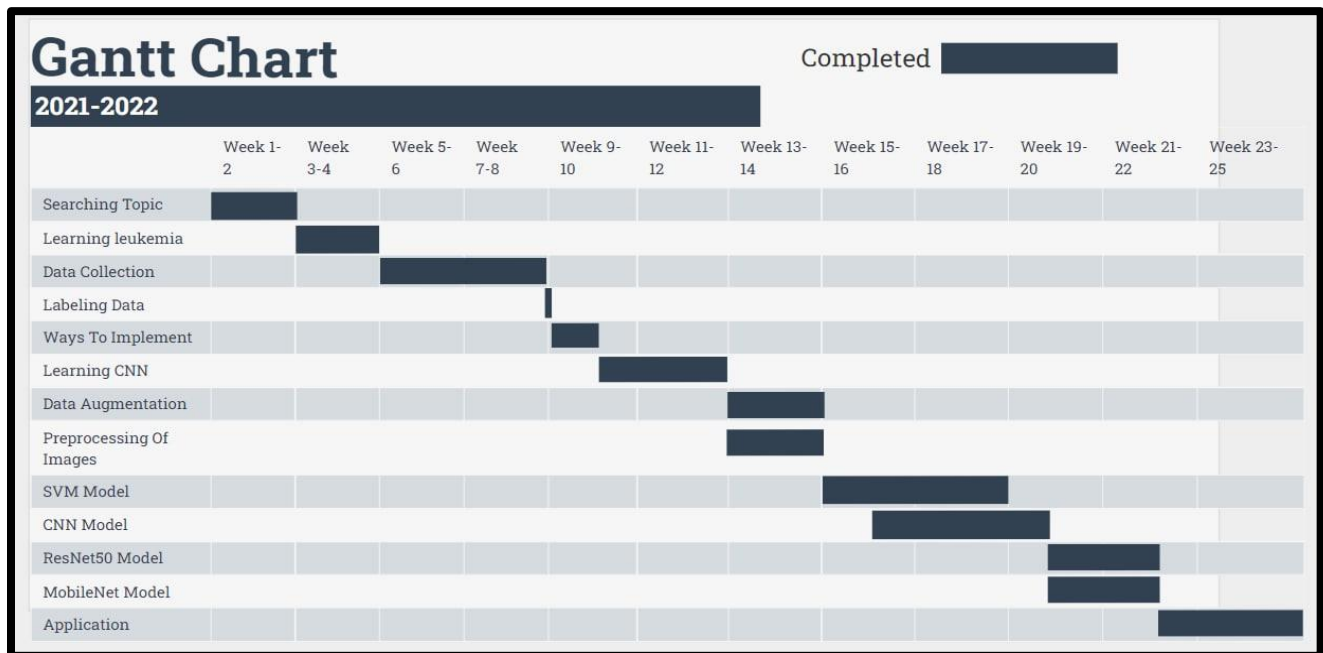 Gantt Chart
Completed
2021-2022
Week 1-
2
Week
3-4
Week 5-
6
Week
7-8
Week 9-
10
Week 11-
12
Week 13-
14
Week 15-
16
Week 17-
18
Week 19-
20
Week 21-
22
Week 23-
25
Searching Topic
Learning leukemia
Data Collection
Labeling Data
Ways To Implement
Learning CNN
Data Augmentation
Preprocessing Of
Images
SVM Model
CNN Model
ResNet50 Model
MobileNet Model
Application